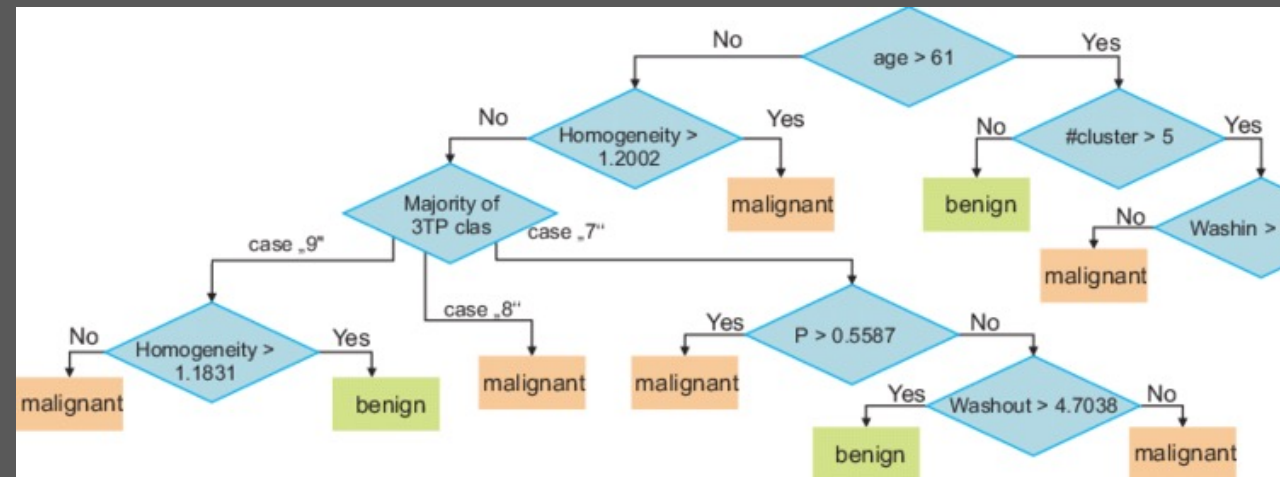 age > 61
No
Yes
Homogeneity >
1.2002
No
Yes
#cluster > 5
No
Yes
Majority of
3TP clas
malignant
benign
Washin >
No
malignant
case „9"
case „8“
case „7“
Homogeneity >
1.1831
No
Yes
malignant
benign
malignant
P > 0.5587
Yes
No
malignant
Washout > 4.7038
Yes
No
benign
malignant